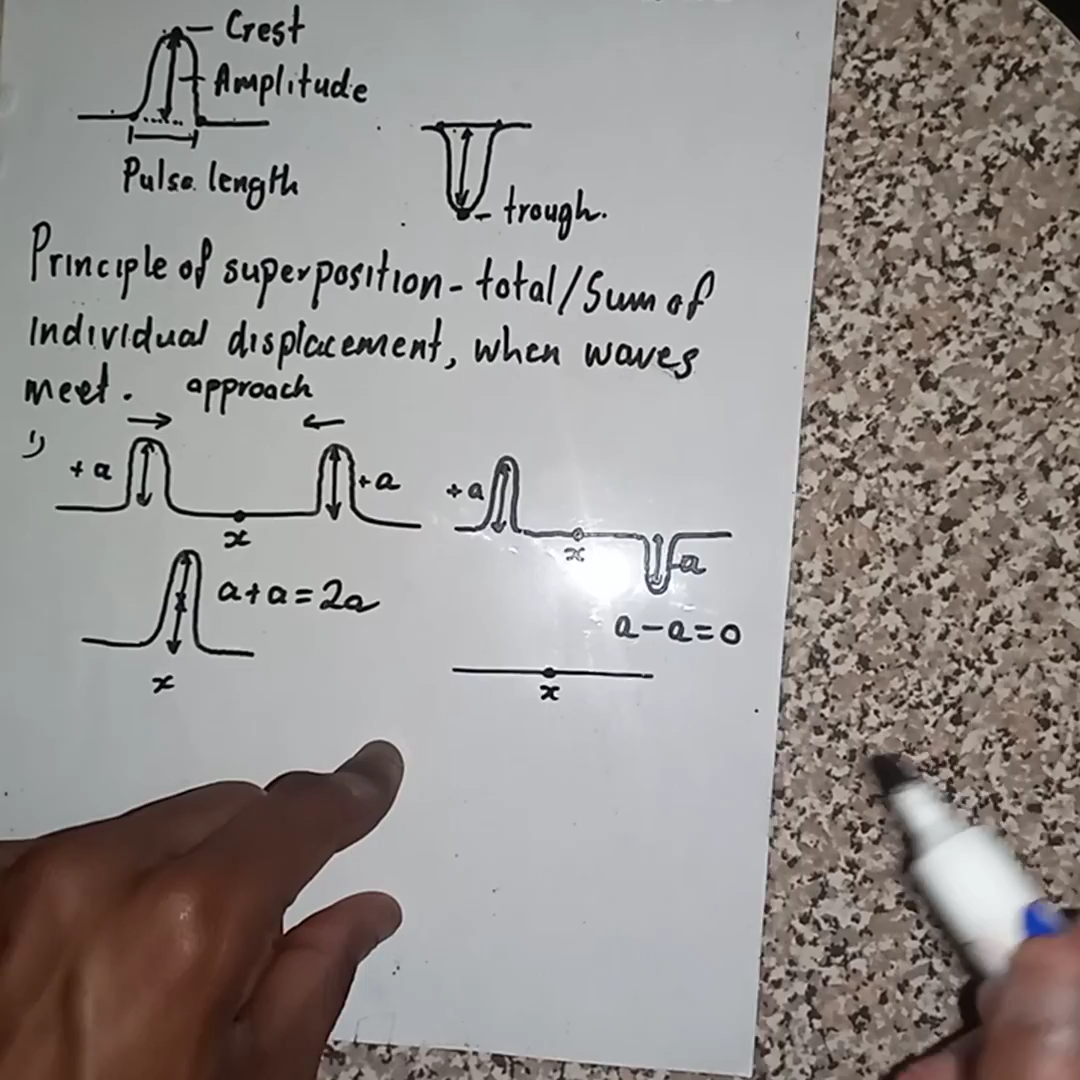 Crest
Amplitude
Pulse length
trough.
Principle of superposition - total/Sum of
individual displacement, when waves
meet.
approach
1)
+a
+a
x
a+a=2a
x
+a
x
-a
a-a=0
x